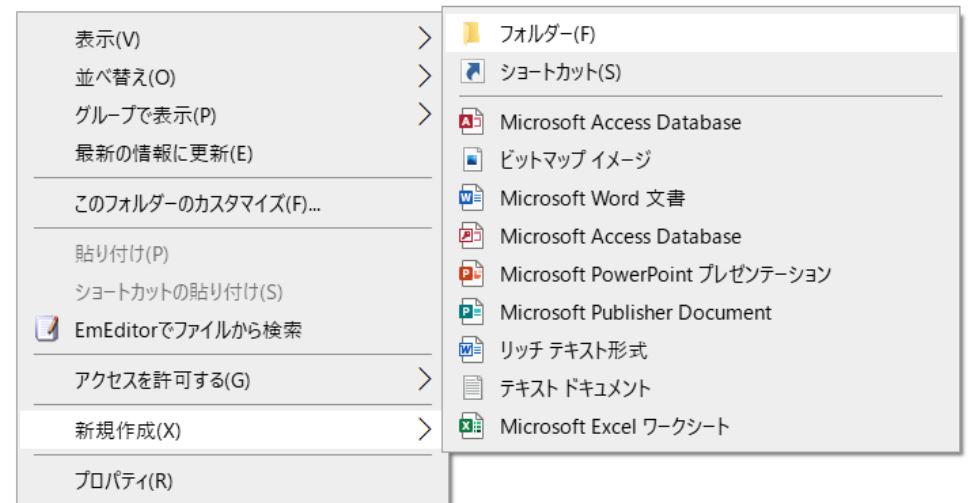 表示(V)
並べ替え(O)
グループで表示(P)
最新の情報に更新(E)
このフォルダーのカスタマイズ(F)...
貼り付け(P)
ショートカットの貼り付け(S)
EmEditorでファイルから検索
アクセスを許可する(G)
新規作成(X)
プロパティ(R)
フォルダー(F)
ショートカット(S)
Microsoft Access Database
ビットマップ イメージ
Microsoft Word 文書
Microsoft Access Database
Microsoft PowerPoint プレゼンテーション
Microsoft Publisher Document
リッチ テキスト形式
テキスト ドキュメント
Microsoft Excel ワークシート